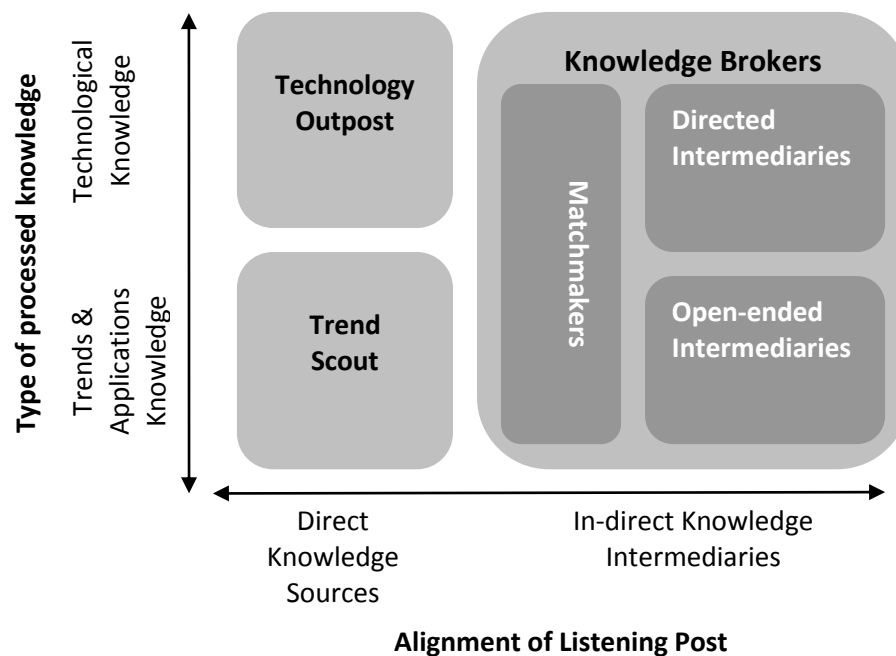 Type of processed knowledge
Technological
Knowledge
Trends &
Applications
Knowledge
Technology
Outpost
Trend
Scout
Knowledge Brokers
Matchmakers
Directed
Intermediaries
Open-ended
Intermediaries
Direct
Knowledge
Sources
In-direct Knowledge
Intermediaries
Alignment of Listening Post